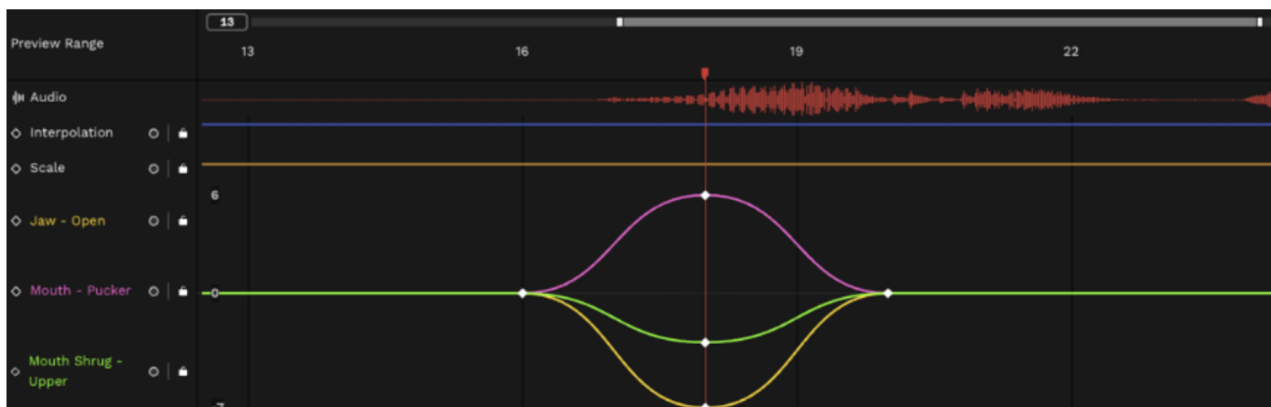 13
Preview Range
13 16 19 22
Audio
Interpolation
Scale
6
Jaw - Open
Mouth - Pucker
0
Mouth Shrug -
Upper